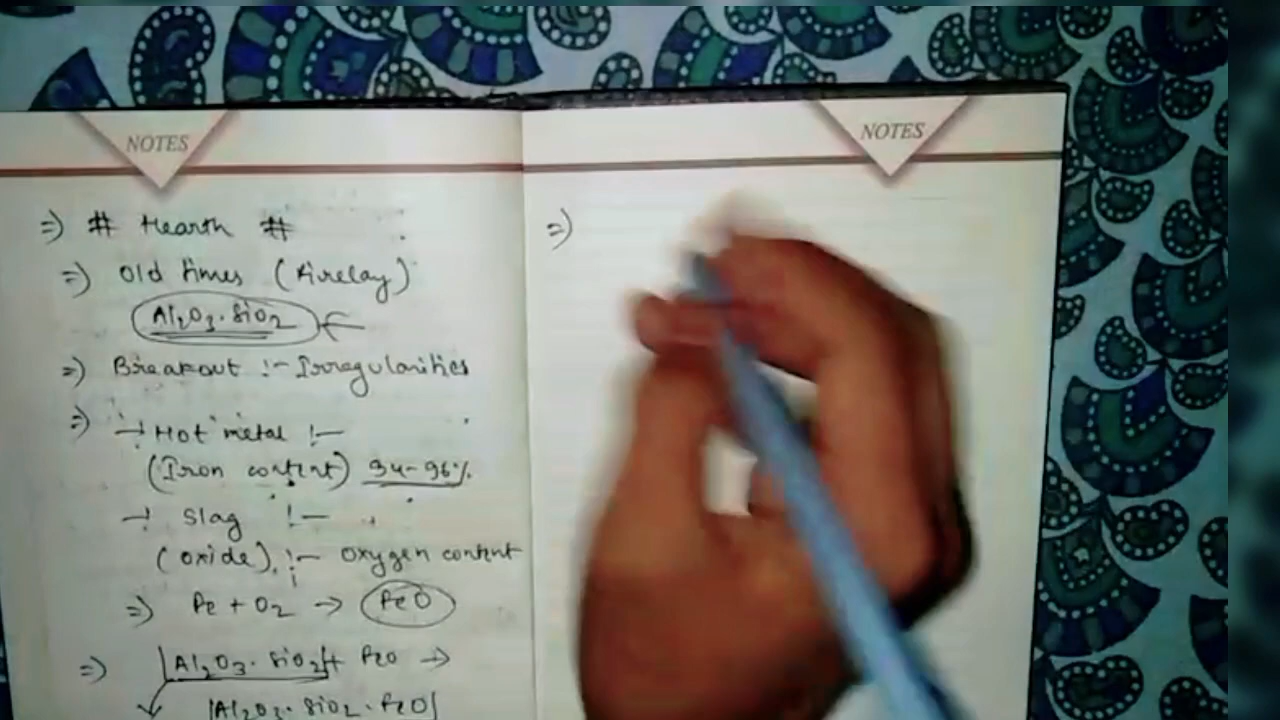 NOTES
=) # Hearth #
=) Old times (Fireclay)
Al2O3.SiO2 ←
=) Breakout :- Irregularities
=) → Hot metal :-
(Iron content) 94-96%
→ Slag :-
(oxide) :- Oxygen content
=) Fe + O2 → FeO
=) |Al2O3.SiO2|+ FeO →
|Al2O3.SiO2.FeO|
NOTES
=)